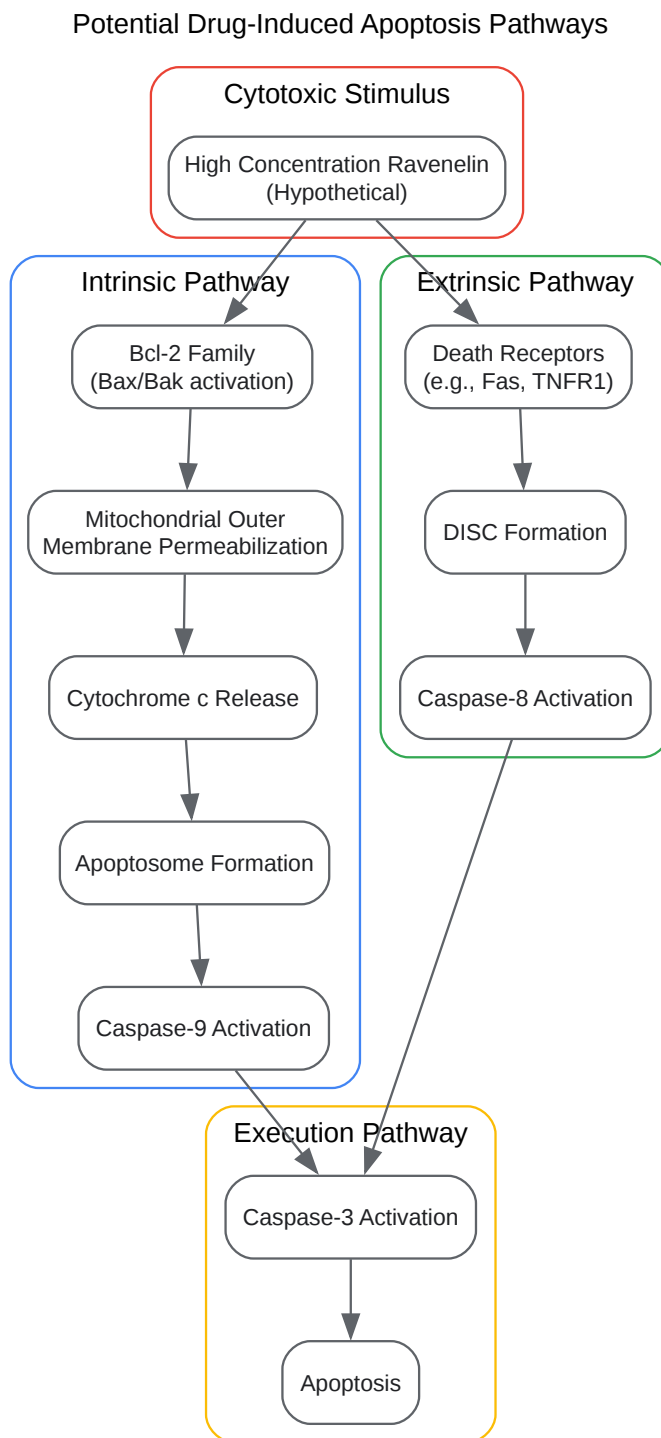 Potential Drug-Induced Apoptosis Pathways
Cytotoxic Stimulus
High Concentration Ravenelin
(Hypothetical)
Intrinsic Pathway
Bcl-2 Family
(Bax/Bak activation)
Mitochondrial Outer
Membrane Permeabilization
Cytochrome c Release
Apoptosome Formation
Caspase-9 Activation
Extrinsic Pathway
Death Receptors
(e.g., Fas, TNFR1)
DISC Formation
Caspase-8 Activation
Execution Pathway
Caspase-3 Activation
Apoptosis